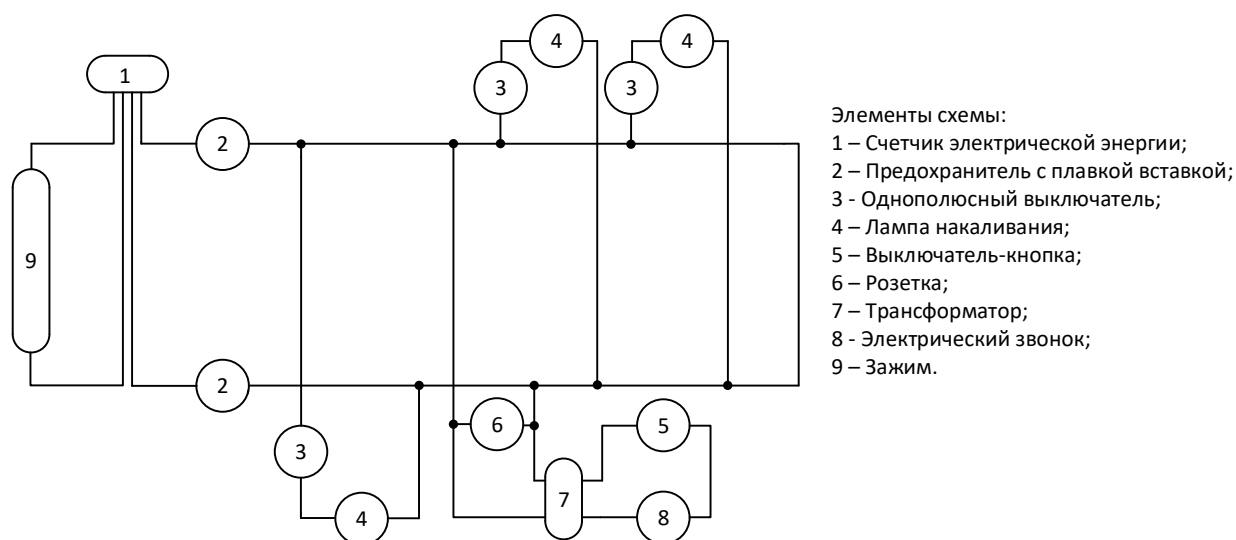 4
4
1
3
3
2
9
2
6
5
3
7
4
8
Элементы схемы:
1 – Счетчик электрической энергии;
2 – Предохранитель с плавкой вставкой;
3 - Однополюсный выключатель;
4 – Лампа накаливания;
5 – Выключатель-кнопка;
6 – Розетка;
7 – Трансформатор;
8 - Электрический звонок;
9 – Зажим.